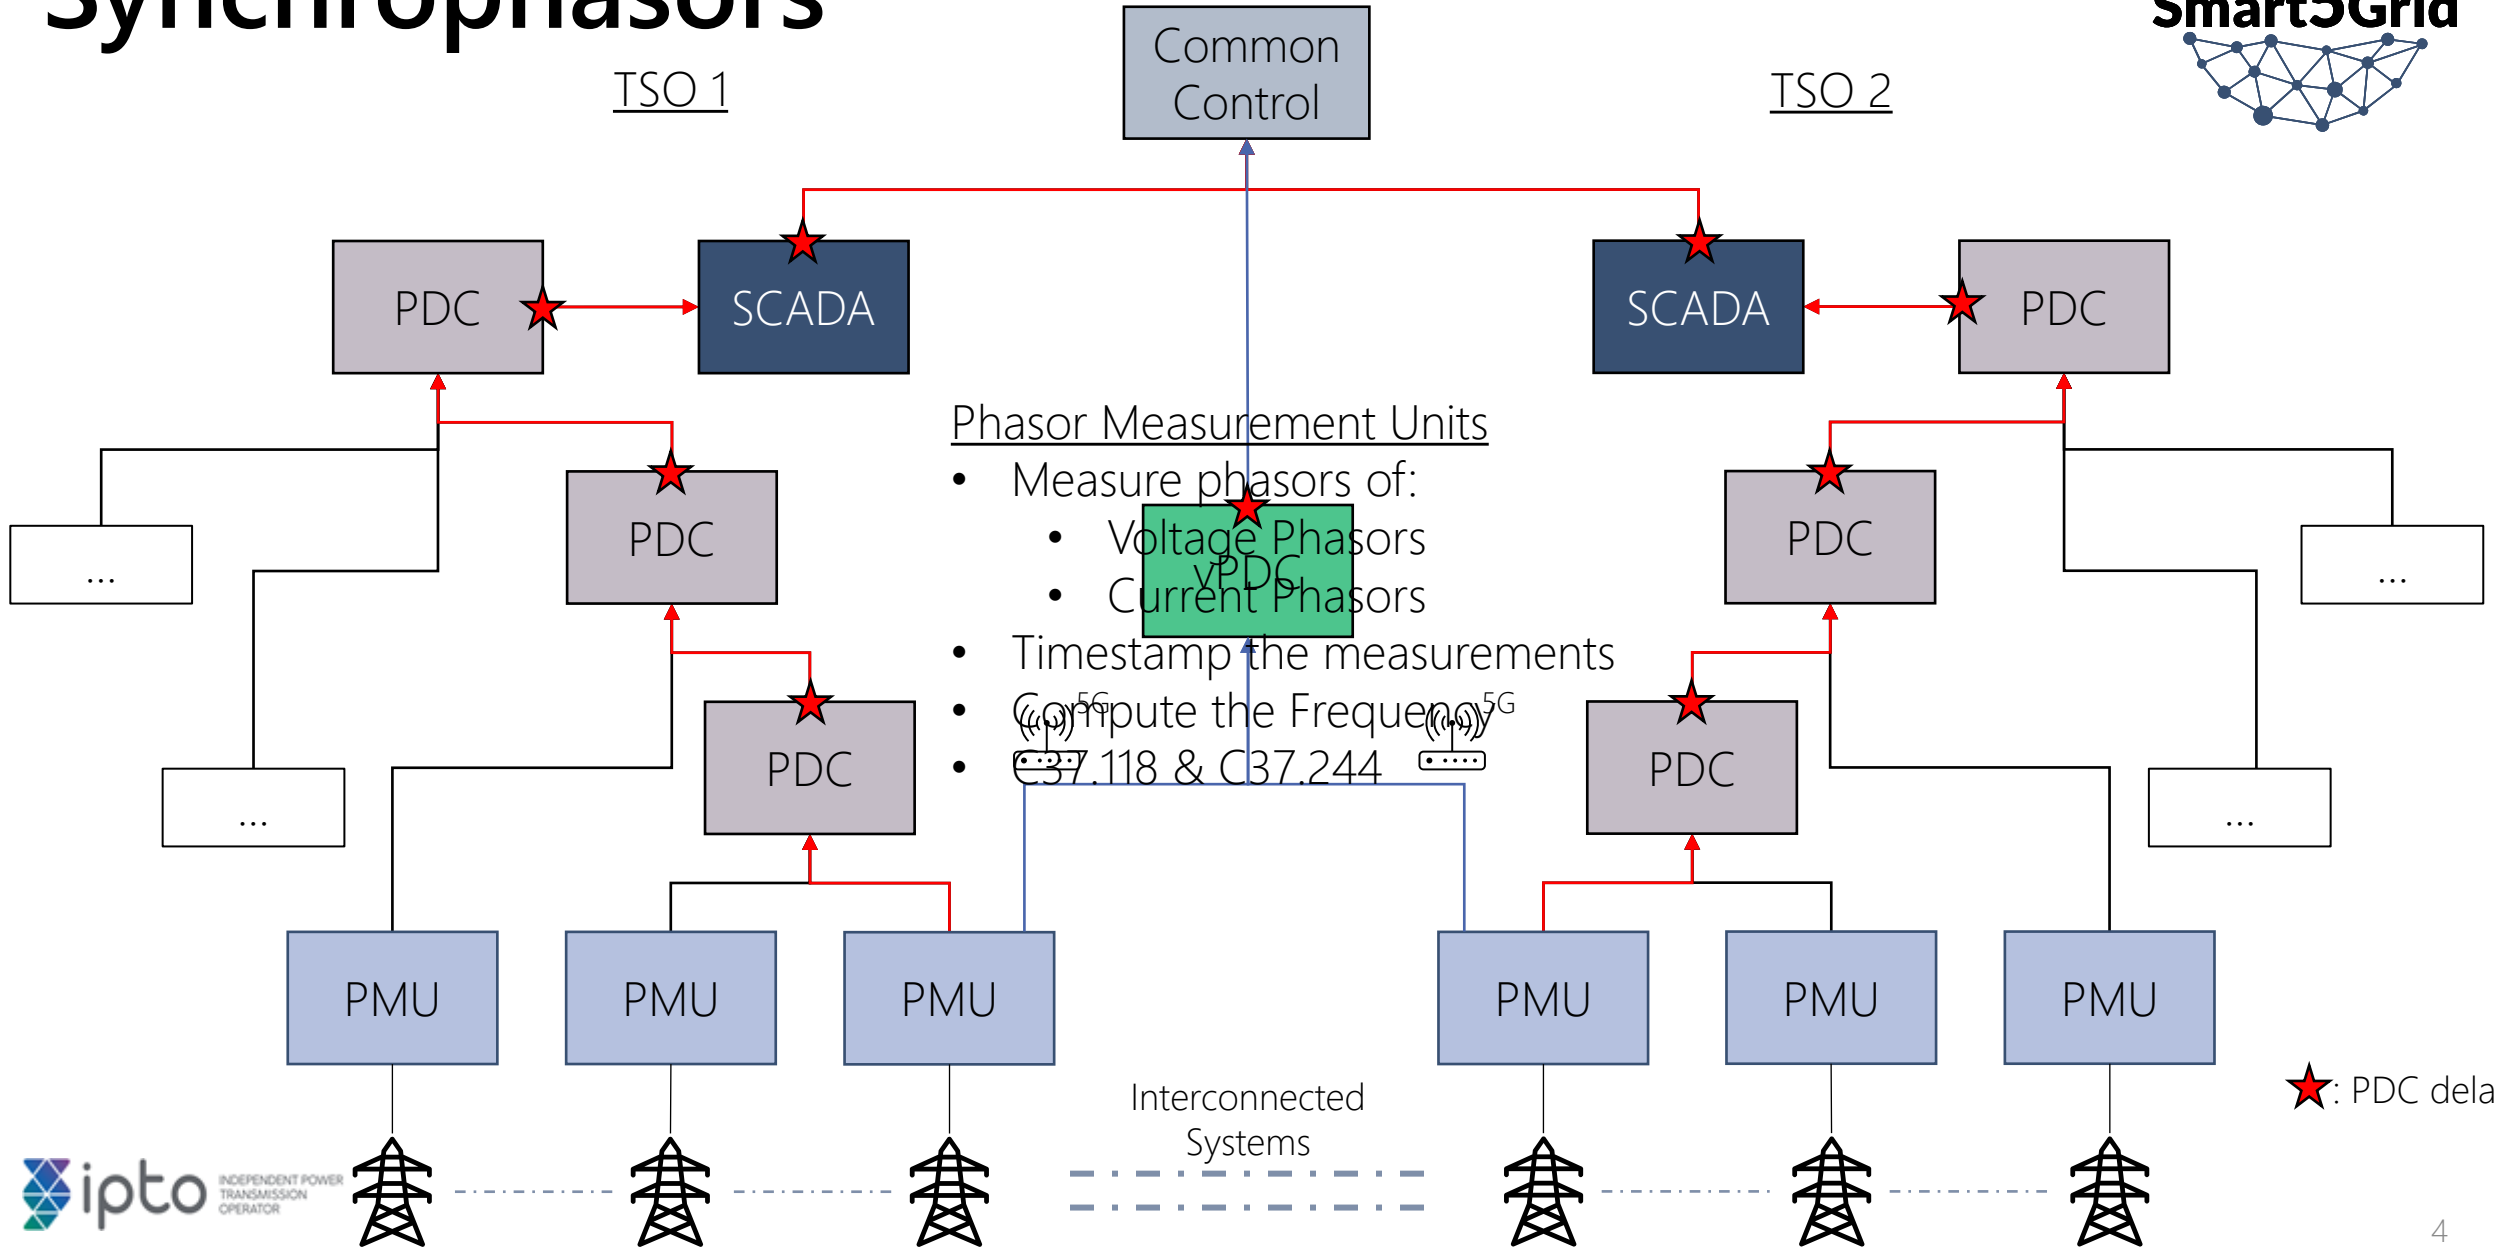 Synchrophasors
Smart5Grid
TSO 1
TSO 2
Common
Control
PDC
SCADA
SCADA
PDC
Phasor Measurement Units
• Measure phasors of:
• Voltage Phasors
• Current Phasors
• Timestamp the measurements
• Compute the Frequency
• C37.118 & C37.244
PDC
vPDC
PDC
...
...
5G
5G
PDC
PDC
...
...
PMU
PMU
PMU
PMU
PMU
PMU
Interconnected
Systems
: PDC dela
ipto
INDEPENDENT POWER
TRANSMISSION
OPERATOR
4